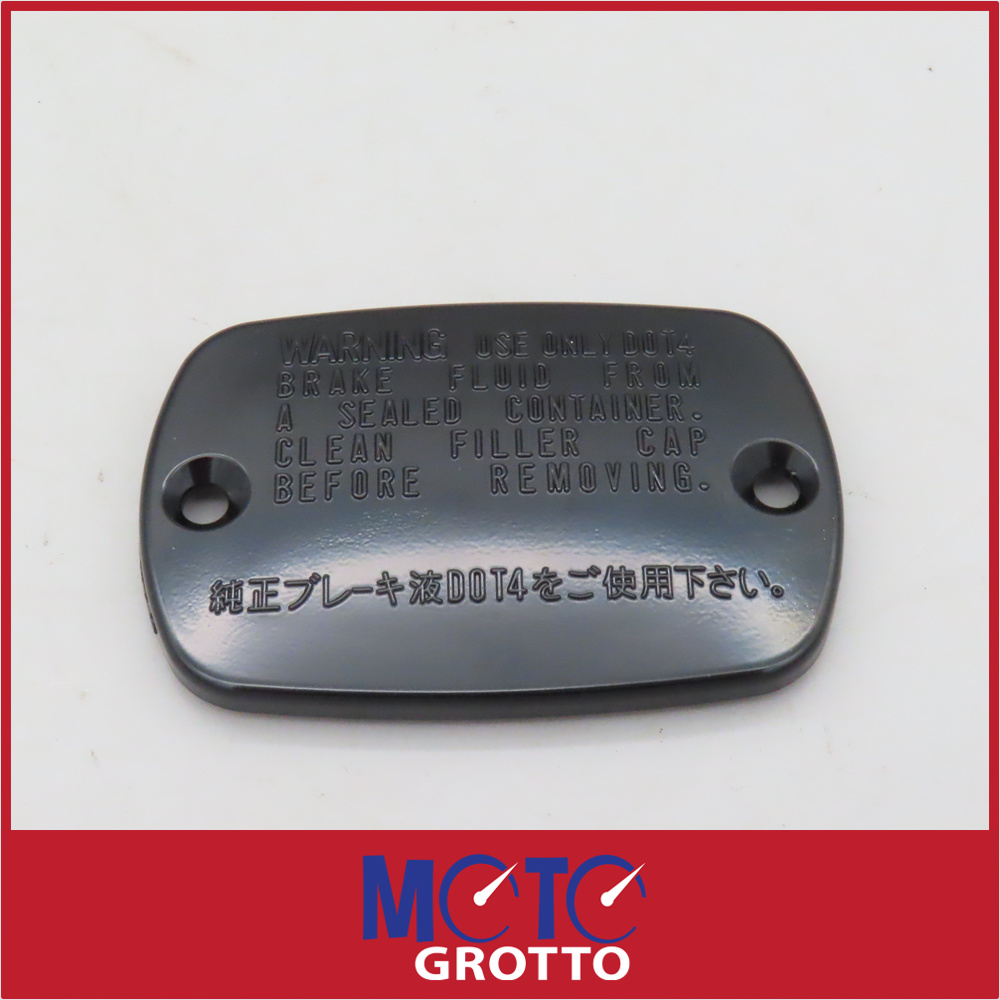 WARNING USE ONLY DOT4
BRAKE FLUID FROM
A SEALED CONTAINER.
CLEAN FILLER CAP
BEFORE REMOVING.
純正ブレーキ液DOT4をご使用下さい。
MOTO
GROTTO